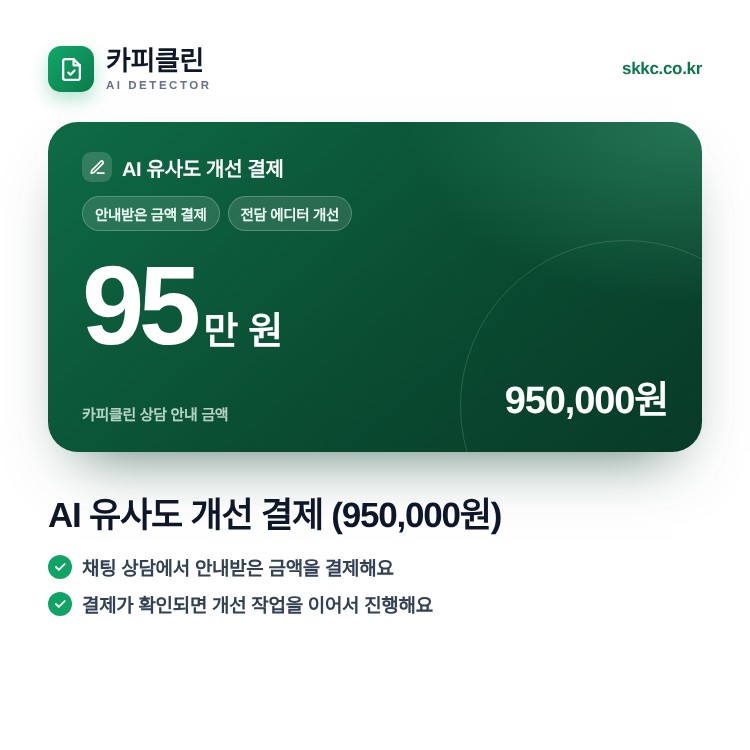 카피클린
AI DETECTOR
skkc.co.kr
AI 유사도 개선 결제
안내받은 금액 결제
전담 에디터 개선
95만 원
카피클린 상담 안내 금액
950,000원
AI 유사도 개선 결제 (950,000원)
채팅 상담에서 안내받은 금액을 결제해요
결제가 확인되면 개선 작업을 이어서 진행해요